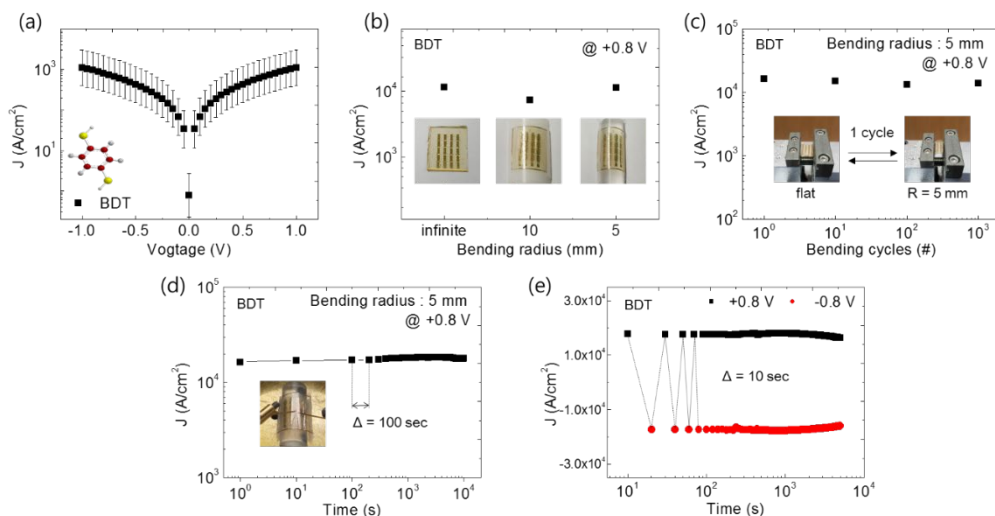 (a)
J (A/cm²)
10³
10¹
10⁻¹
BDT
-1.0 -0.5 0.0 0.5 1.0
Vogtage (V)
(b)
BDT
@ +0.8 V
J (A/cm²)
10⁴
10³
infinite 10 5
Bending radius (mm)
(c)
BDT
Bending radius : 5 mm
@ +0.8 V
J (A/cm²)
10⁵
10⁴
10³
10²
1 cycle
flat
R = 5 mm
10⁰ 10¹ 10² 10³
Bending cycles (#)
(d)
BDT
Bending radius : 5 mm
@ +0.8 V
J (A/cm²)
10⁵
10⁴
10³
Δ = 100 sec
10⁰ 10¹ 10² 10³ 10⁴
Time (s)
(e)
BDT
+0.8 V -0.8 V
J (A/cm²)
3.0x10⁴
1.0x10⁴
-1.0x10⁴
-3.0x10⁴
Δ = 10 sec
10¹ 10² 10³ 10⁴
Time (s)